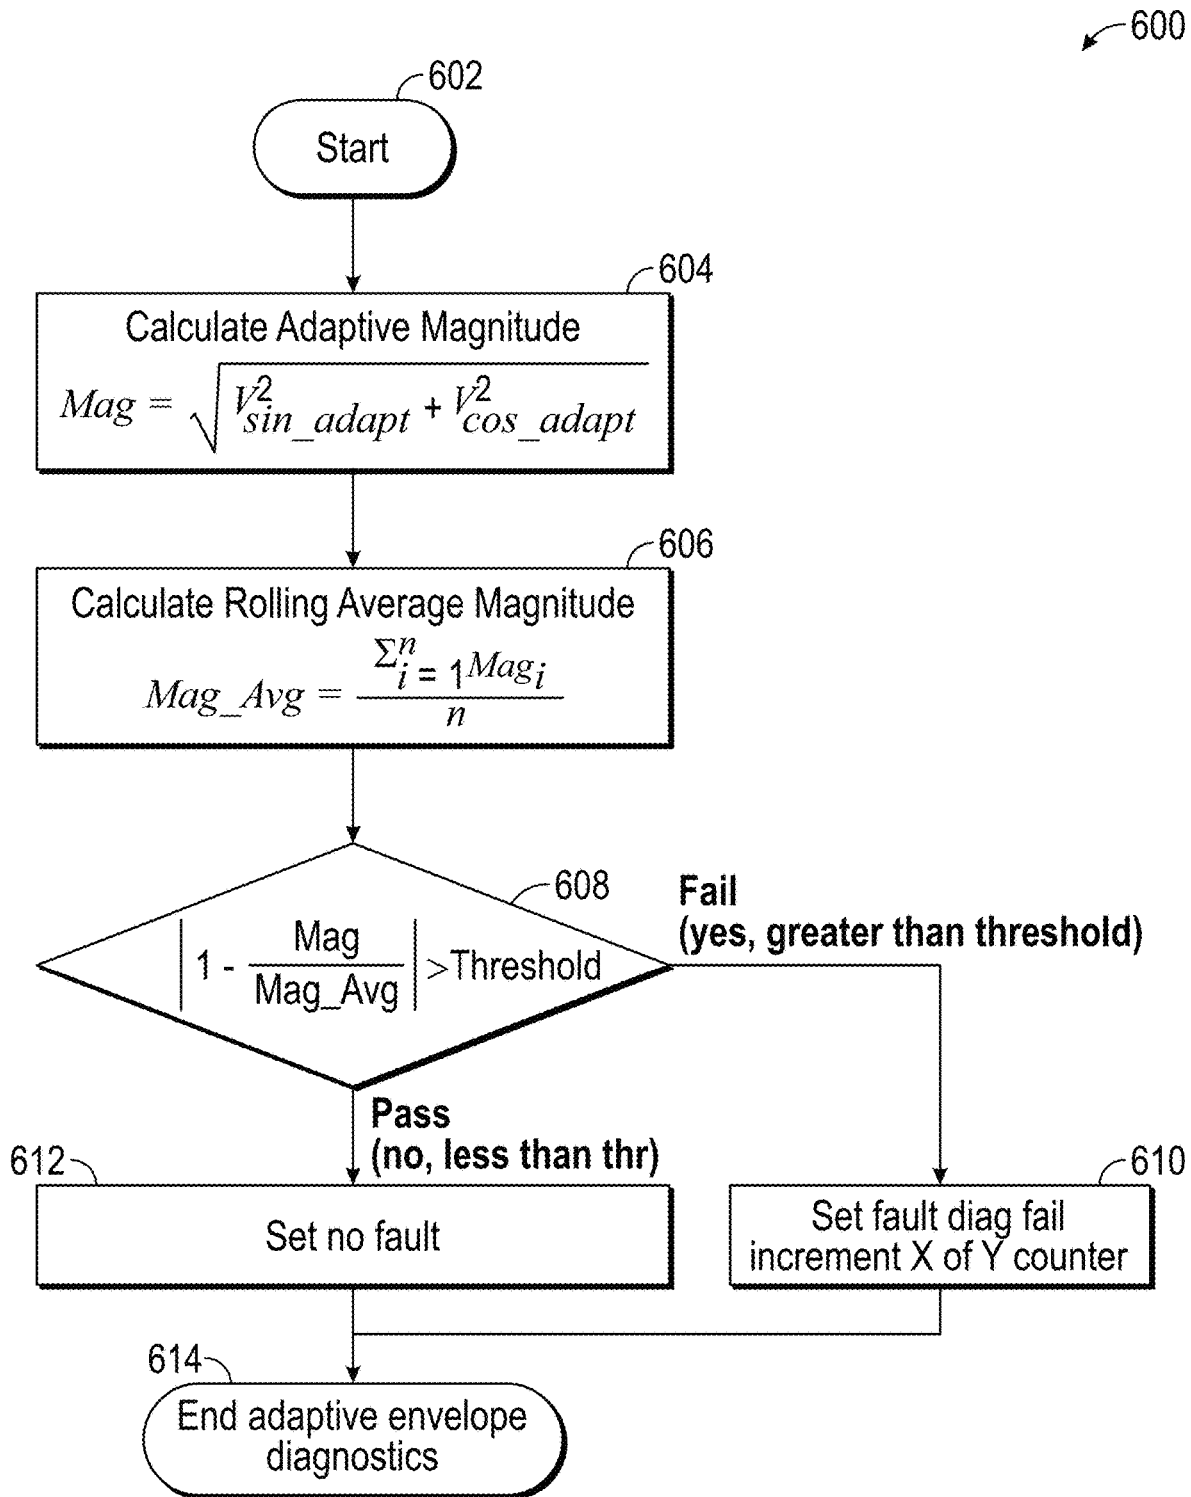 600
602
Start
604
Calculate Adaptive Magnitude
Mag = √(V²sin_adapt + V²cos_adapt)
606
Calculate Rolling Average Magnitude
Mag_Avg = Σⁿi = 1 Magi / n
608
| 1 - Mag / Mag_Avg | >Threshold
Fail
(yes, greater than threshold)
Pass
(no, less than thr)
612
Set no fault
610
Set fault diag fail
increment X of Y counter
614
End adaptive envelope
diagnostics